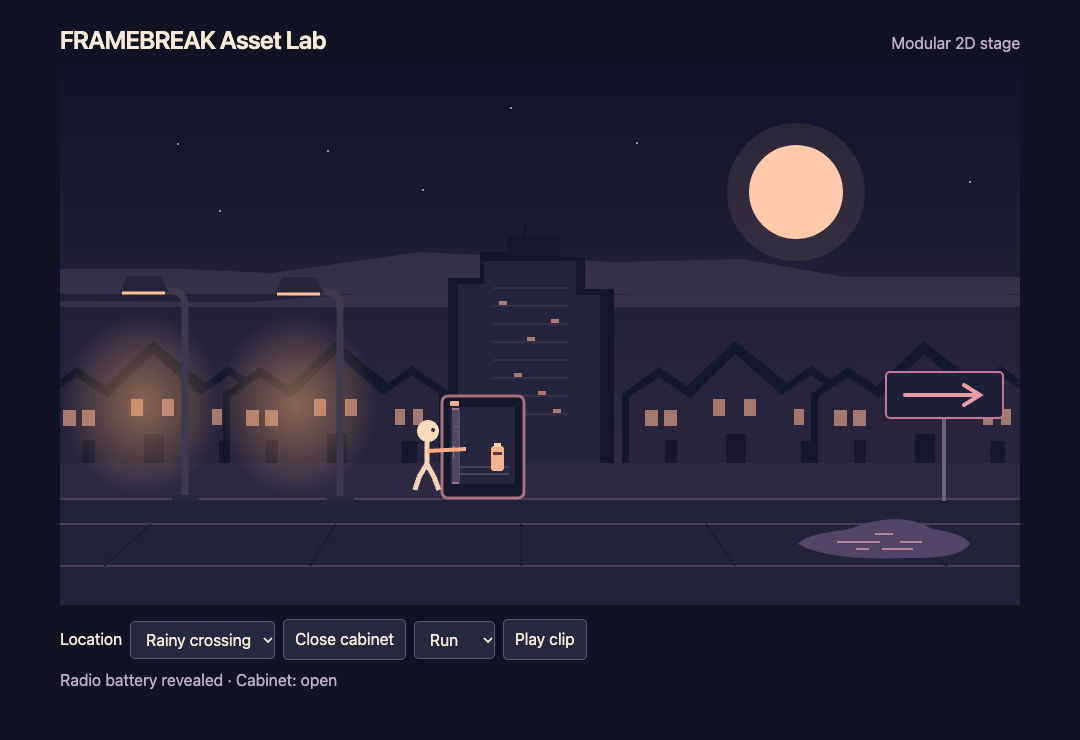 FRAMEBREAK Asset Lab
Modular 2D stage
Location Rainy crossing Close cabinet Run Play clip
Radio battery revealed · Cabinet: open